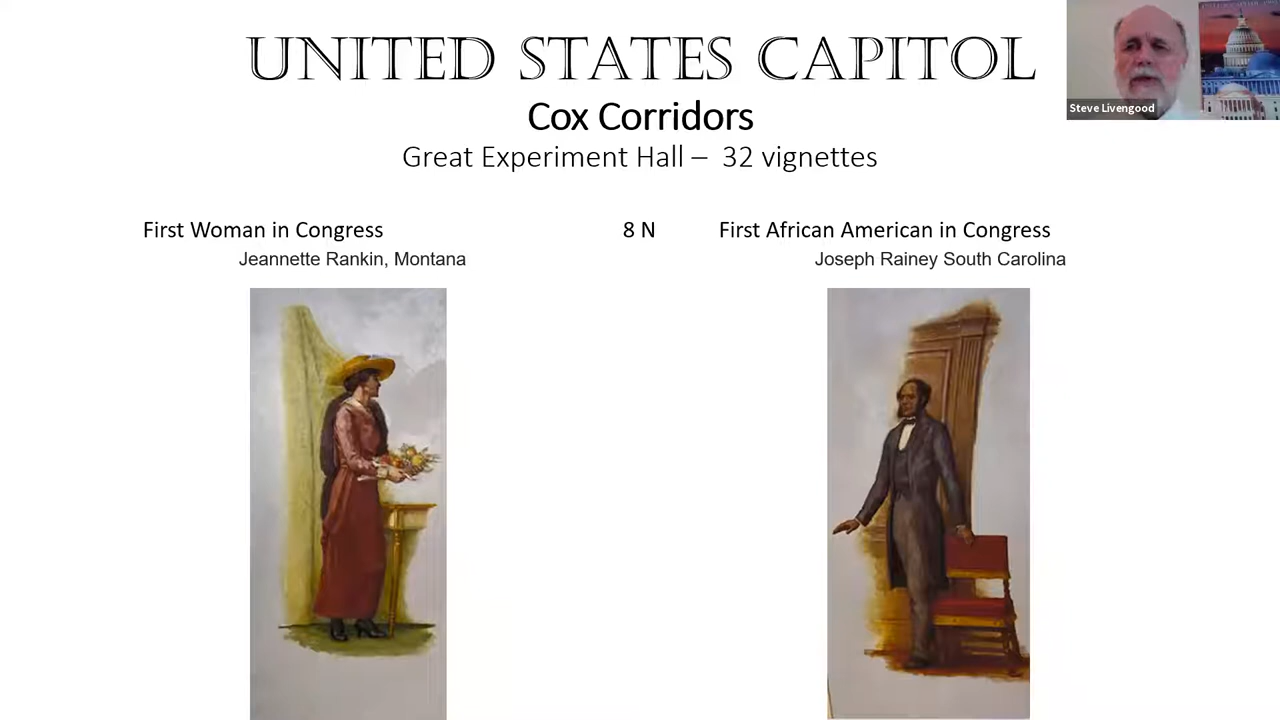 UNITED STATES CAPITOL
Cox Corridors
Great Experiment Hall – 32 vignettes
Steve Livengood
First Woman in Congress
8 N
First African American in Congress
Jeannette Rankin, Montana
Joseph Rainey South Carolina